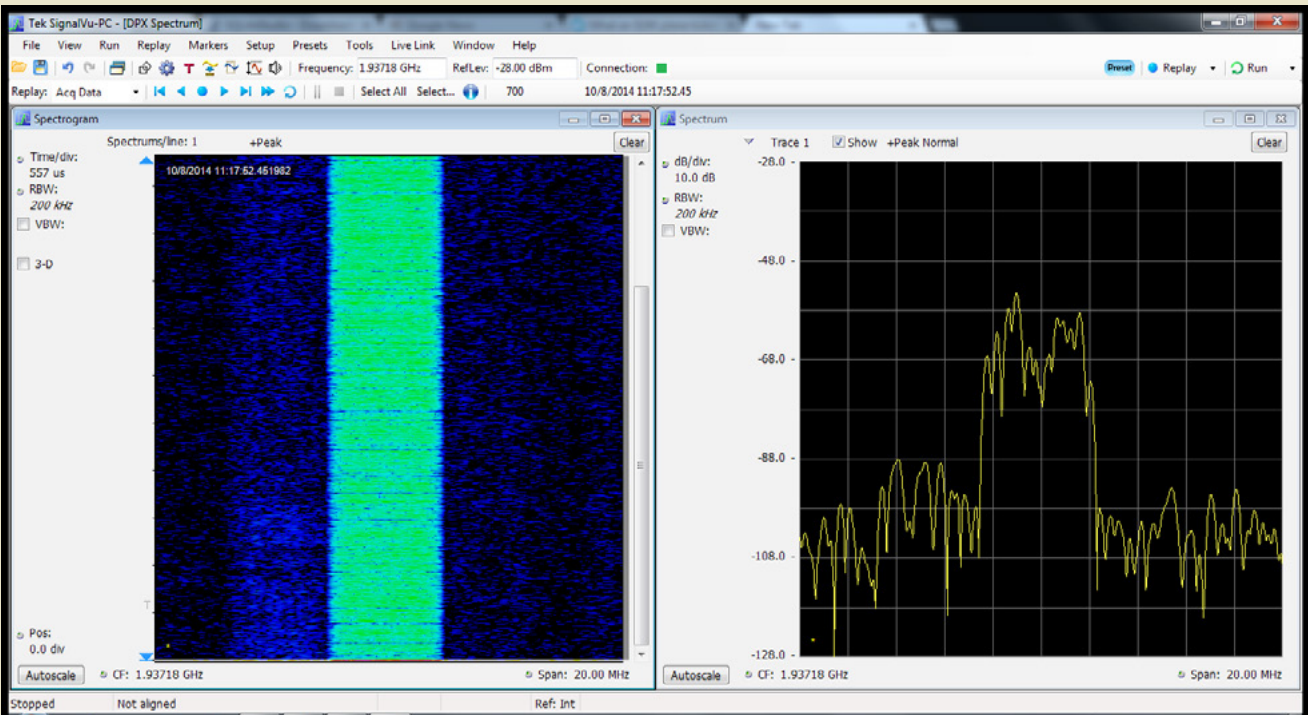 Tek SignalVu-PC - [DPX Spectrum]
File View Run Replay Markers Setup Presets Tools Live Link Window Help
T Frequency: 1.93718 GHz RefLev: -28.00 dBm Connection: Preset Replay Run
Replay: Acq Data Select All Select... 700 10/8/2014 11:17:52.45
Spectrogram
Spectrums/line: 1 +Peak Clear
Time/div:
557 us
RBW:
200 kHz
VBW:
3-D
10/8/2014 11:17:52.451982
T
Pos:
0.0 div
Autoscale CF: 1.93718 GHz Span: 20.00 MHz
Spectrum
Trace 1 Show +Peak Normal Clear
dB/div:
10.0 dB
RBW:
200 kHz
VBW:
-28.0
-48.0
-68.0
-88.0
-108.0
-128.0
Autoscale CF: 1.93718 GHz Span: 20.00 MHz
Stopped Not aligned Ref: Int